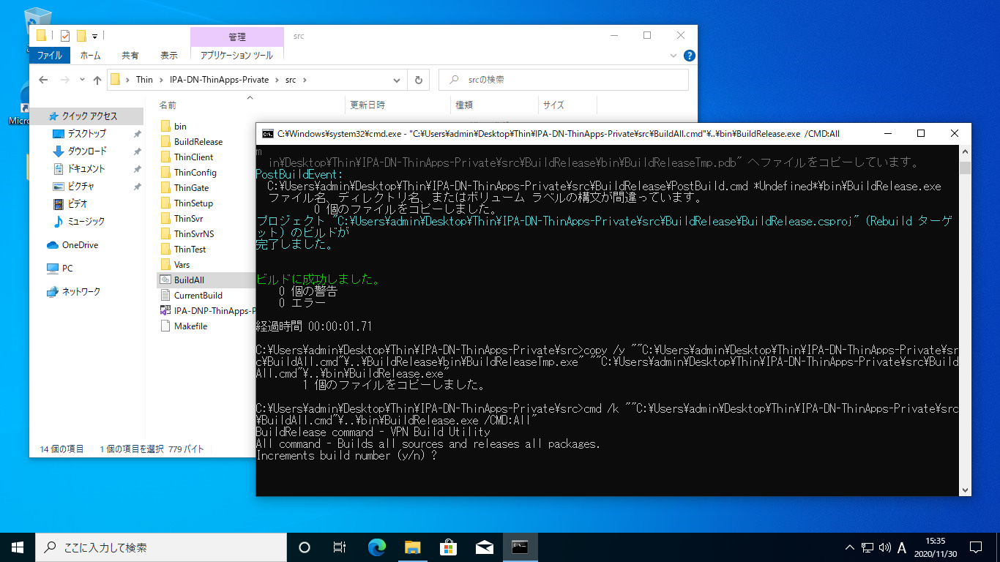 管理
src
ファイル
ホーム
共有
表示
アプリケーション ツール
Thin
IPA-DN-ThinApps-Private
src
srcの検索
名前
更新日時
種類
サイズ
クイック アクセス
デスクトップ
ダウンロード
ドキュメント
ピクチャ
ビデオ
ミュージック
OneDrive
PC
ネットワーク
bin
BuildRelease
ThinClient
ThinConfig
ThinGate
ThinSetup
ThinSvr
ThinSvrNS
ThinTest
Vars
BuildAll
CurrentBuild
IPA-DNP-ThinApps-P
Makefile
14 個の項目
1 個の項目を選択 779 バイト
Micro
C:¥Windows¥system32¥cmd.exe - "C:¥Users¥admin¥Desktop¥Thin¥IPA-DN-ThinApps-Private¥src¥BuildAll.cmd"¥..¥bin¥BuildRelease.exe /CMD:All
m
in¥Desktop¥Thin¥IPA-DN-ThinApps-Private¥src¥BuildRelease¥bin¥BuildReleaseTmp.pdb" へファイルをコピーしています。
PostBuildEvent:
C:¥Users¥admin¥Desktop¥Thin¥IPA-DN-ThinApps-Private¥src¥BuildRelease¥PostBuild.cmd *Undefined*¥bin¥BuildRelease.exe
ファイル名、ディレクトリ名、またはボリューム ラベルの構文が間違っています。
0 個のファイルをコピーしました。
プロジェクト "C:¥Users¥admin¥Desktop¥Thin¥IPA-DN-ThinApps-Private¥src¥BuildRelease¥BuildRelease.csproj" (Rebuild ターゲ
ット) のビルドが
完了しました。
ビルドに成功しました。
0 個の警告
0 エラー
経過時間 00:00:01.71
C:¥Users¥admin¥Desktop¥Thin¥IPA-DN-ThinApps-Private¥src>copy /y ""C:¥Users¥admin¥Desktop¥Thin¥IPA-DN-ThinApps-Private¥sr
c¥BuildAll.cmd"¥..¥BuildRelease¥bin¥BuildReleaseTmp.exe" ""C:¥Users¥admin¥Desktop¥Thin¥IPA-DN-ThinApps-Private¥src¥Build
All.cmd"¥..¥bin¥BuildRelease.exe"
1 個のファイルをコピーしました。
C:¥Users¥admin¥Desktop¥Thin¥IPA-DN-ThinApps-Private¥src>cmd /k ""C:¥Users¥admin¥Desktop¥Thin¥IPA-DN-ThinApps-Private¥src
¥BuildAll.cmd"¥..¥bin¥BuildRelease.exe /CMD:All"
BuildRelease command - VPN Build Utility
All command - Builds all sources and releases all packages.
Increments build number (y/n) ?
ここに入力して検索
A
15:35
2020/11/30